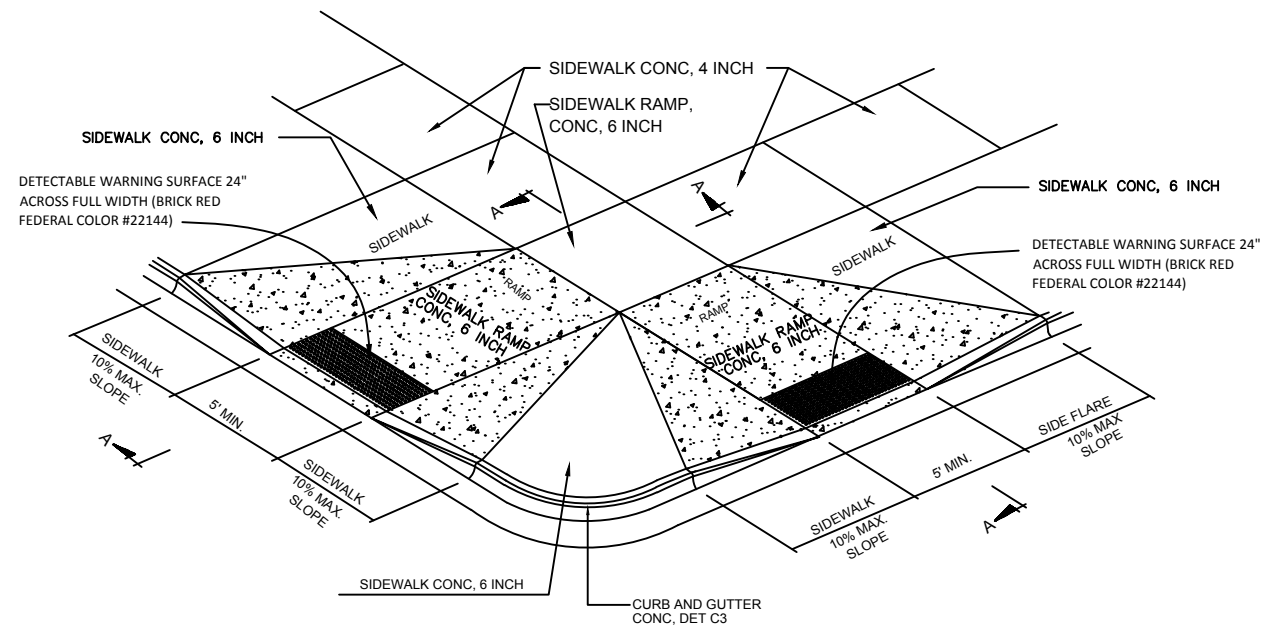 SIDEWALK CONC, 4 INCH
SIDEWALK RAMP,
CONC, 6 INCH
SIDEWALK CONC, 6 INCH
DETECTABLE WARNING SURFACE 24"
ACROSS FULL WIDTH (BRICK RED
FEDERAL COLOR #22144)
SIDEWALK
A
A
SIDEWALK CONC, 6 INCH
SIDEWALK
DETECTABLE WARNING SURFACE 24"
ACROSS FULL WIDTH (BRICK RED
FEDERAL COLOR #22144)
RAMP
SIDEWALK RAMP
CONC, 6 INCH
RAMP
SIDEWALK RAMP
CONC, 6 INCH
SIDEWALK
10% MAX.
SLOPE
5' MIN.
A
SIDEWALK
10% MAX.
SLOPE
SIDE FLARE
10% MAX
SLOPE
5' MIN.
A
SIDEWALK
10% MAX.
SLOPE
SIDEWALK CONC, 6 INCH
CURB AND GUTTER
CONC, DET C3